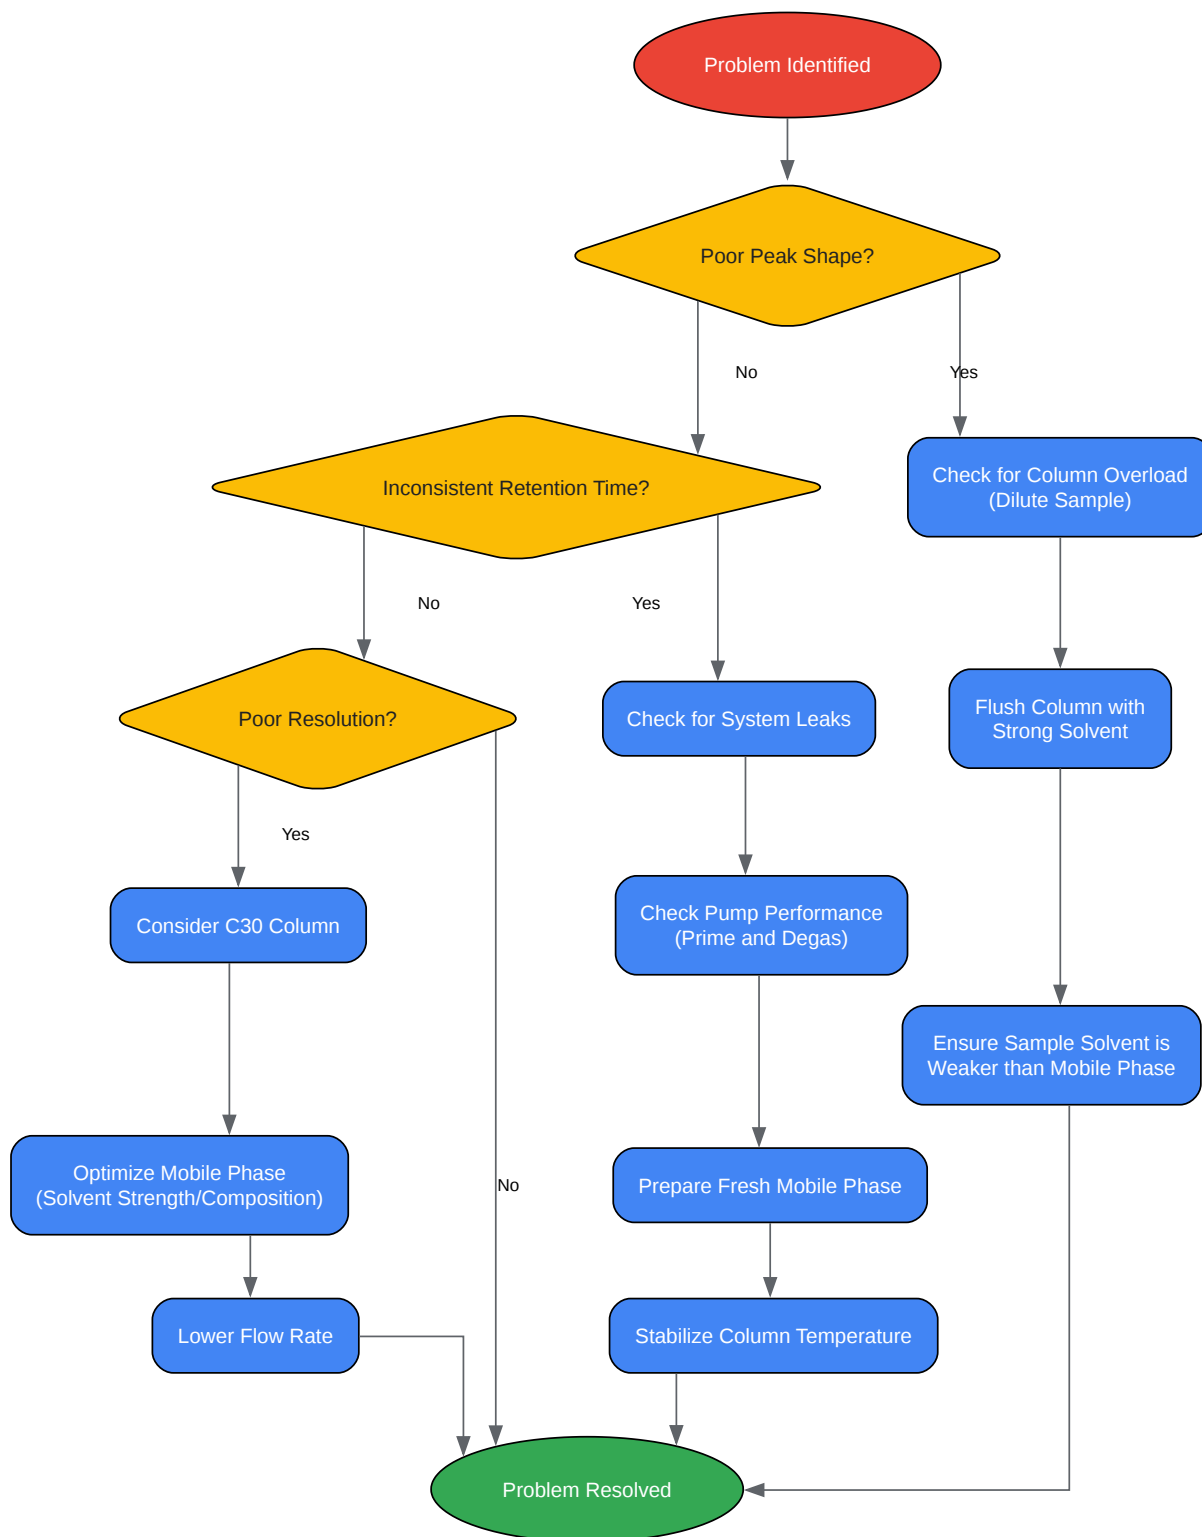 Problem Identified
Poor Peak Shape?
No
Yes
Inconsistent Retention Time?
Check for Column Overload
(Dilute Sample)
No
Yes
Poor Resolution?
Check for System Leaks
Flush Column with
Strong Solvent
Yes
Consider C30 Column
Check Pump Performance
(Prime and Degas)
Ensure Sample Solvent is
Weaker than Mobile Phase
Optimize Mobile Phase
(Solvent Strength/Composition)
No
Prepare Fresh Mobile Phase
Lower Flow Rate
Stabilize Column Temperature
Problem Resolved